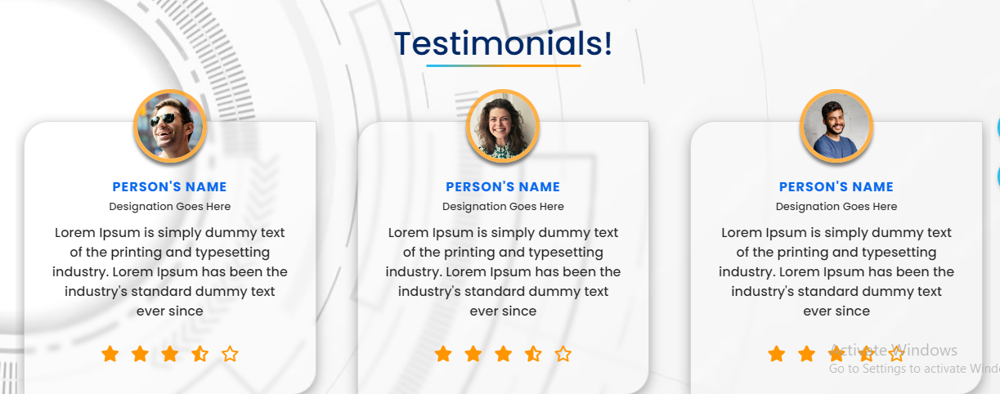 Testimonials!
PERSON'S NAME
Designation Goes Here
Lorem Ipsum is simply dummy text
of the printing and typesetting
industry. Lorem Ipsum has been the
industry's standard dummy text
ever since
PERSON'S NAME
Designation Goes Here
Lorem Ipsum is simply dummy text
of the printing and typesetting
industry. Lorem Ipsum has been the
industry's standard dummy text
ever since
PERSON'S NAME
Designation Goes Here
Lorem Ipsum is simply dummy text
of the printing and typesetting
industry. Lorem Ipsum has been the
industry's standard dummy text
ever since
Activate Windows
Go to Settings to activate